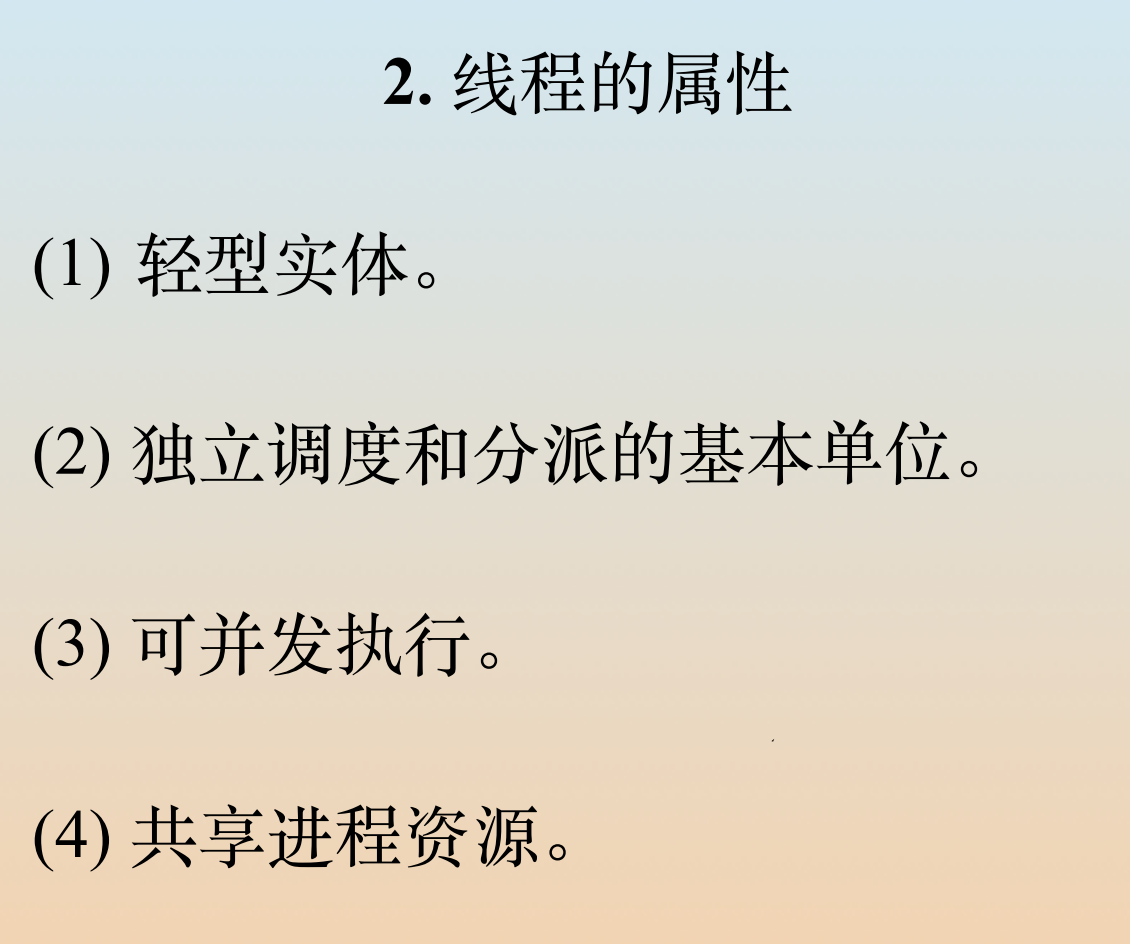 2. 线程的属性
(1) 轻型实体。
(2) 独立调度和分派的基本单位。
(3) 可并发执行。
(4) 共享进程资源。